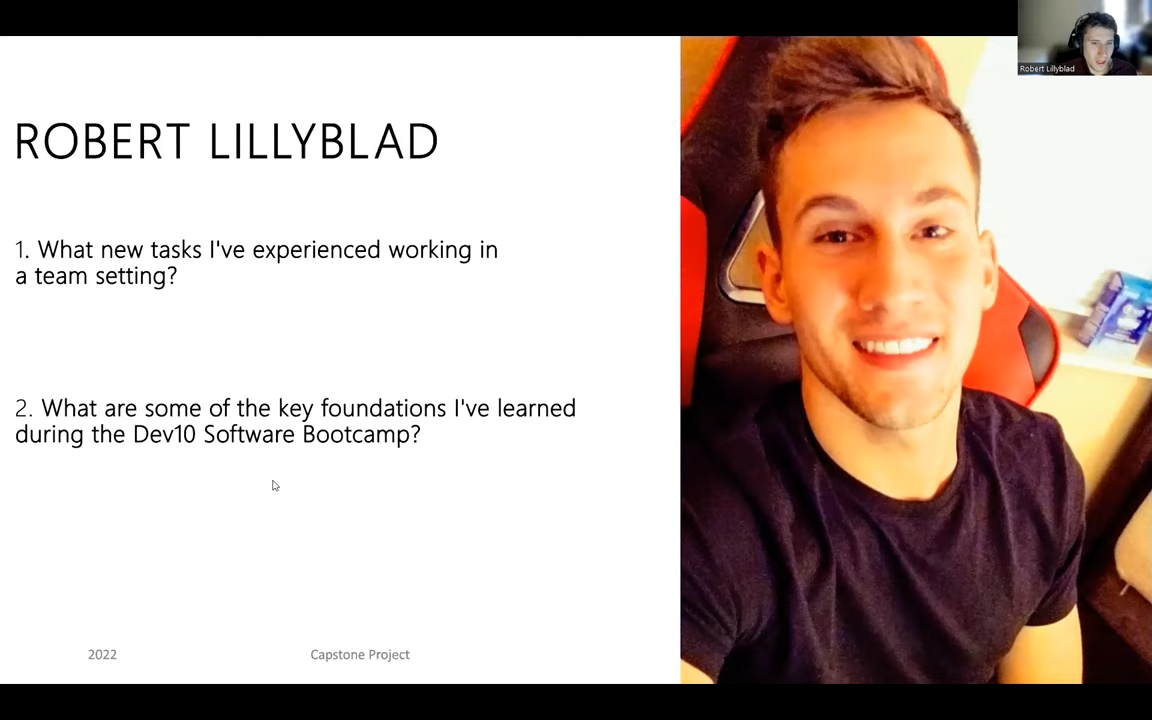 Robert Lillyblad
ROBERT LILLYBLAD
1. What new tasks I've experienced working in
a team setting?
2. What are some of the key foundations I've learned
during the Dev10 Software Bootcamp?
2022
Capstone Project